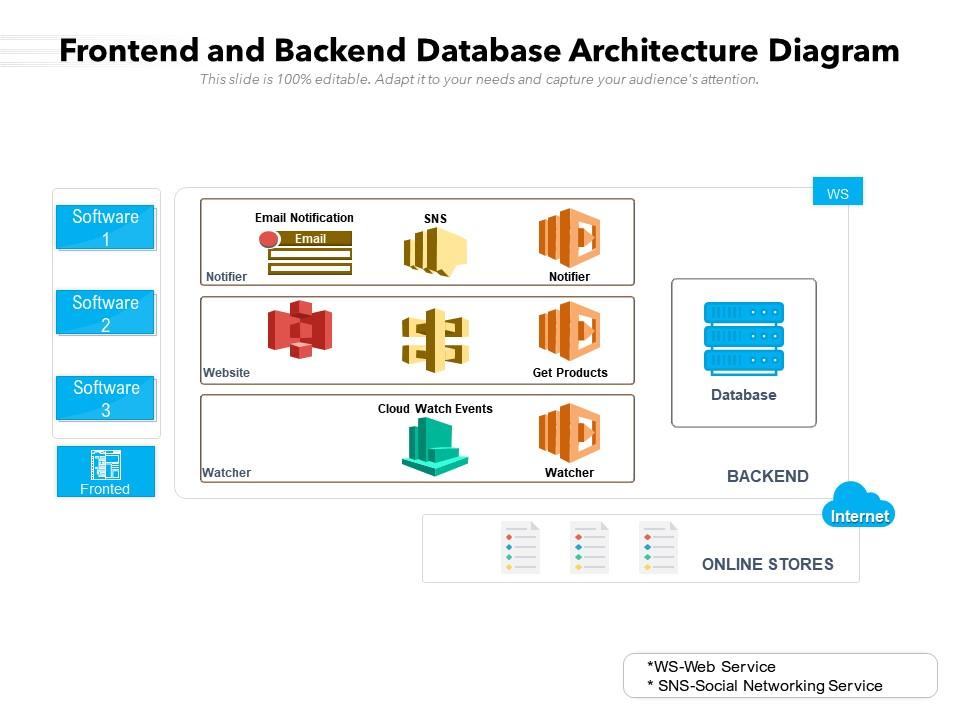 Frontend and Backend Database Architecture Diagram
This slide is 100% editable. Adapt it to your needs and capture your audience's attention.
WS
Software
1
Software
2
Software
3
Fronted
Email Notification
Email
SNS
Notifier
Notifier
Website
Get Products
Cloud Watch Events
Watcher
Watcher
Database
BACKEND
Internet
ONLINE STORES
*WS-Web Service
* SNS-Social Networking Service